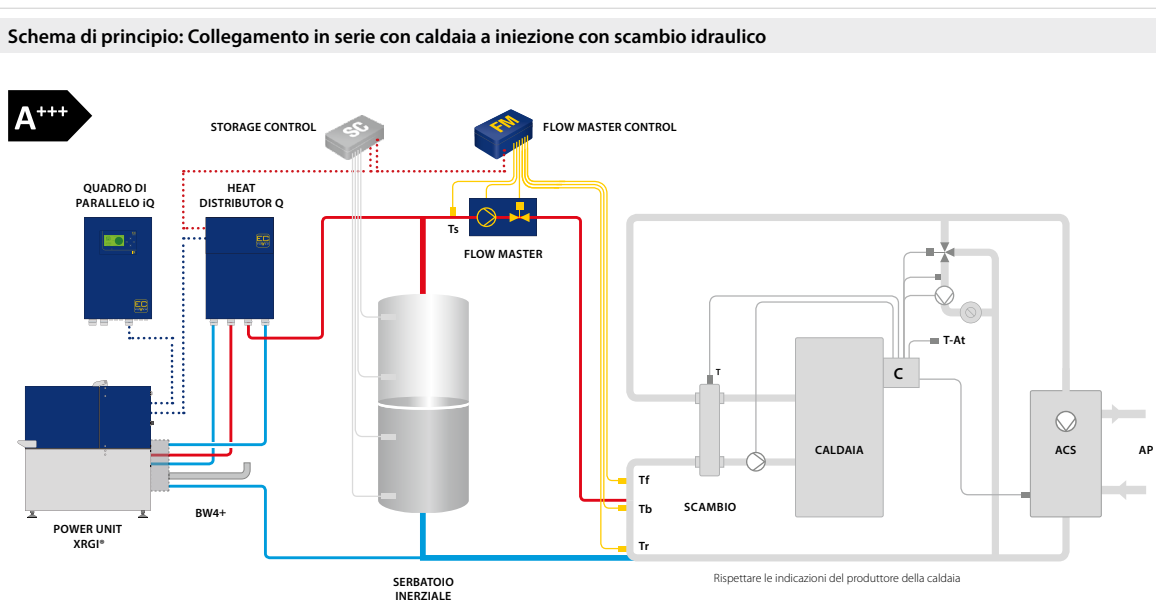 Schema di principio: Collegamento in serie con caldaia a iniezione con scambio idraulico
A+++
STORAGE CONTROL
SC
FM
FLOW MASTER CONTROL
QUADRO DI
PARALLELO iQ
HEAT
DISTRIBUTOR Q
Ts
FLOW MASTER
EC
EC
T-At
T
C
CALDAIA
ACS
AP
Tf
Tb
SCAMBIO
Tr
BW4+
POWER UNIT
XRGI®
SERBATOIO
INERZIALE
Rispettare le indicazioni del produttore della caldaia